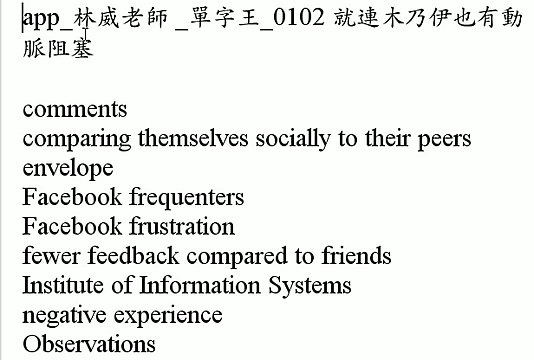 app_林威老師 _單字王_0102 就連木乃伊也有動
脈阻塞
comments
comparing themselves socially to their peers
envelope
Facebook frequenters
Facebook frustration
fewer feedback compared to friends
Institute of Information Systems
negative experience
Observations